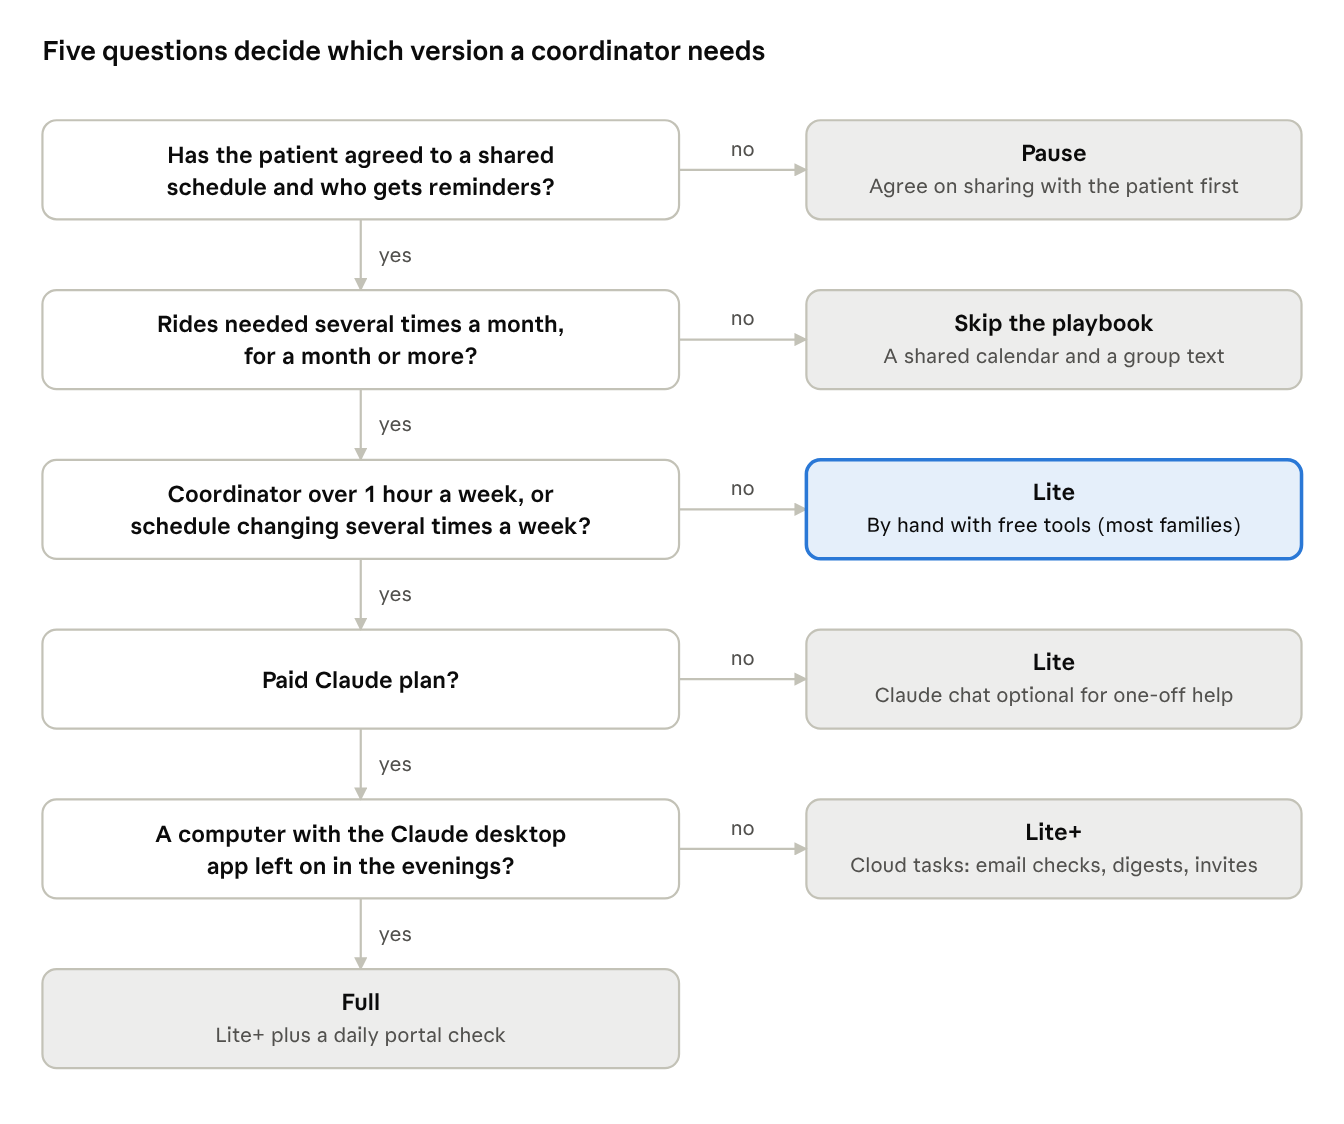 Five questions decide which version a coordinator needs
Has the patient agreed to a shared
schedule and who gets reminders?
no
Pause
Agree on sharing with the patient first
yes
Rides needed several times a month,
for a month or more?
no
Skip the playbook
A shared calendar and a group text
yes
Coordinator over 1 hour a week, or
schedule changing several times a week?
no
Lite
By hand with free tools (most families)
yes
Paid Claude plan?
no
Lite
Claude chat optional for one-off help
yes
A computer with the Claude desktop
app left on in the evenings?
no
Lite+
Cloud tasks: email checks, digests, invites
yes
Full
Lite+ plus a daily portal check